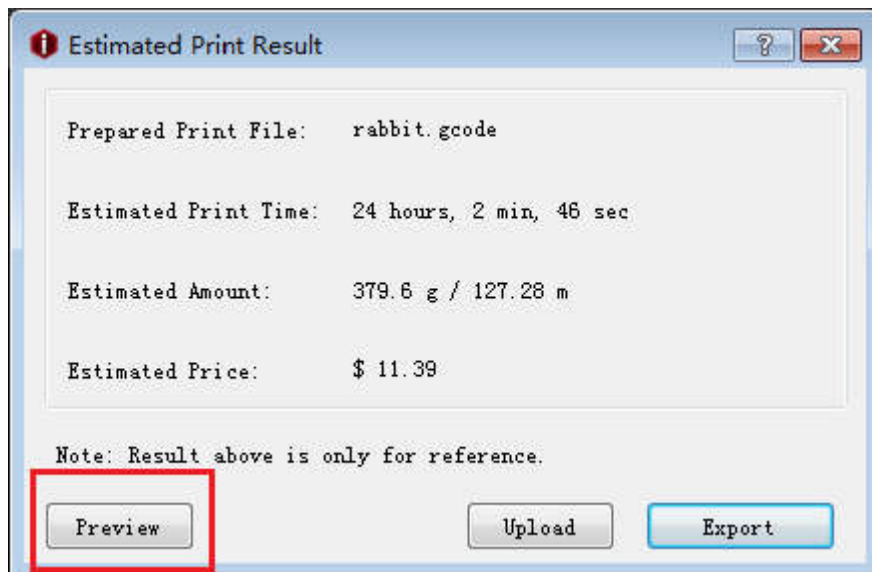 Estimated Print Result
Prepared Print File: rabbit.gcode
Estimated Print Time: 24 hours, 2 min, 46 sec
Estimated Amount: 379.6 g / 127.28 m
Estimated Price: $ 11.39
Note: Result above is only for reference.
Preview Upload Export